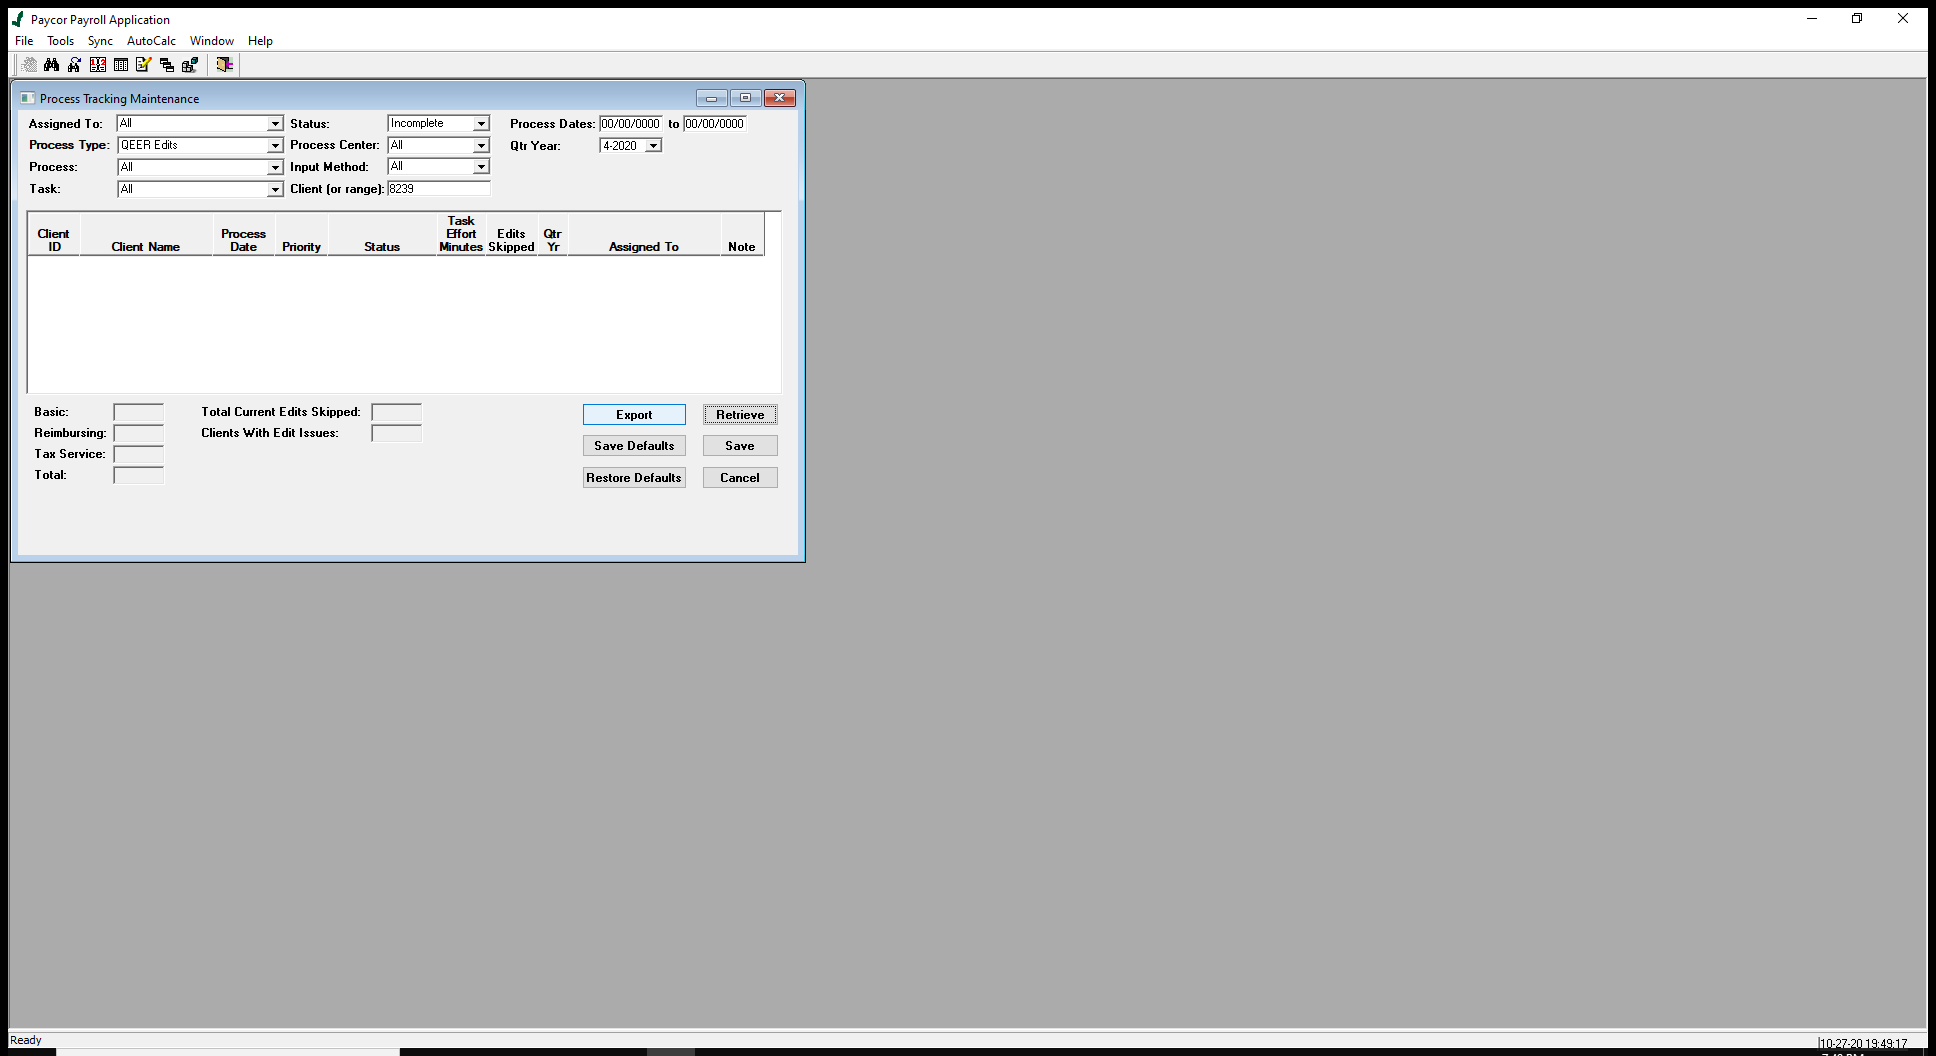 Paycor Payroll Application
File Tools Sync AutoCalc Window Help
Process Tracking Maintenance
Assigned To: All Status: Incomplete Process Dates: 00/00/0000 to 00/00/0000
Process Type: QEER Edits Process Center: All Qtr Year: 4-2020
Process: All Input Method: All
Task: All Client (or range): 8239
Client ID Client Name Process Date Priority Status Task Effort Minutes Edits Skipped Qtr Yr Assigned To Note
Basic: Total Current Edits Skipped: Export Retrieve
Reimbursing: Clients With Edit Issues:
Save Defaults Save
Tax Service:
Total: Restore Defaults Cancel
Ready
10-27-20 19:49:17